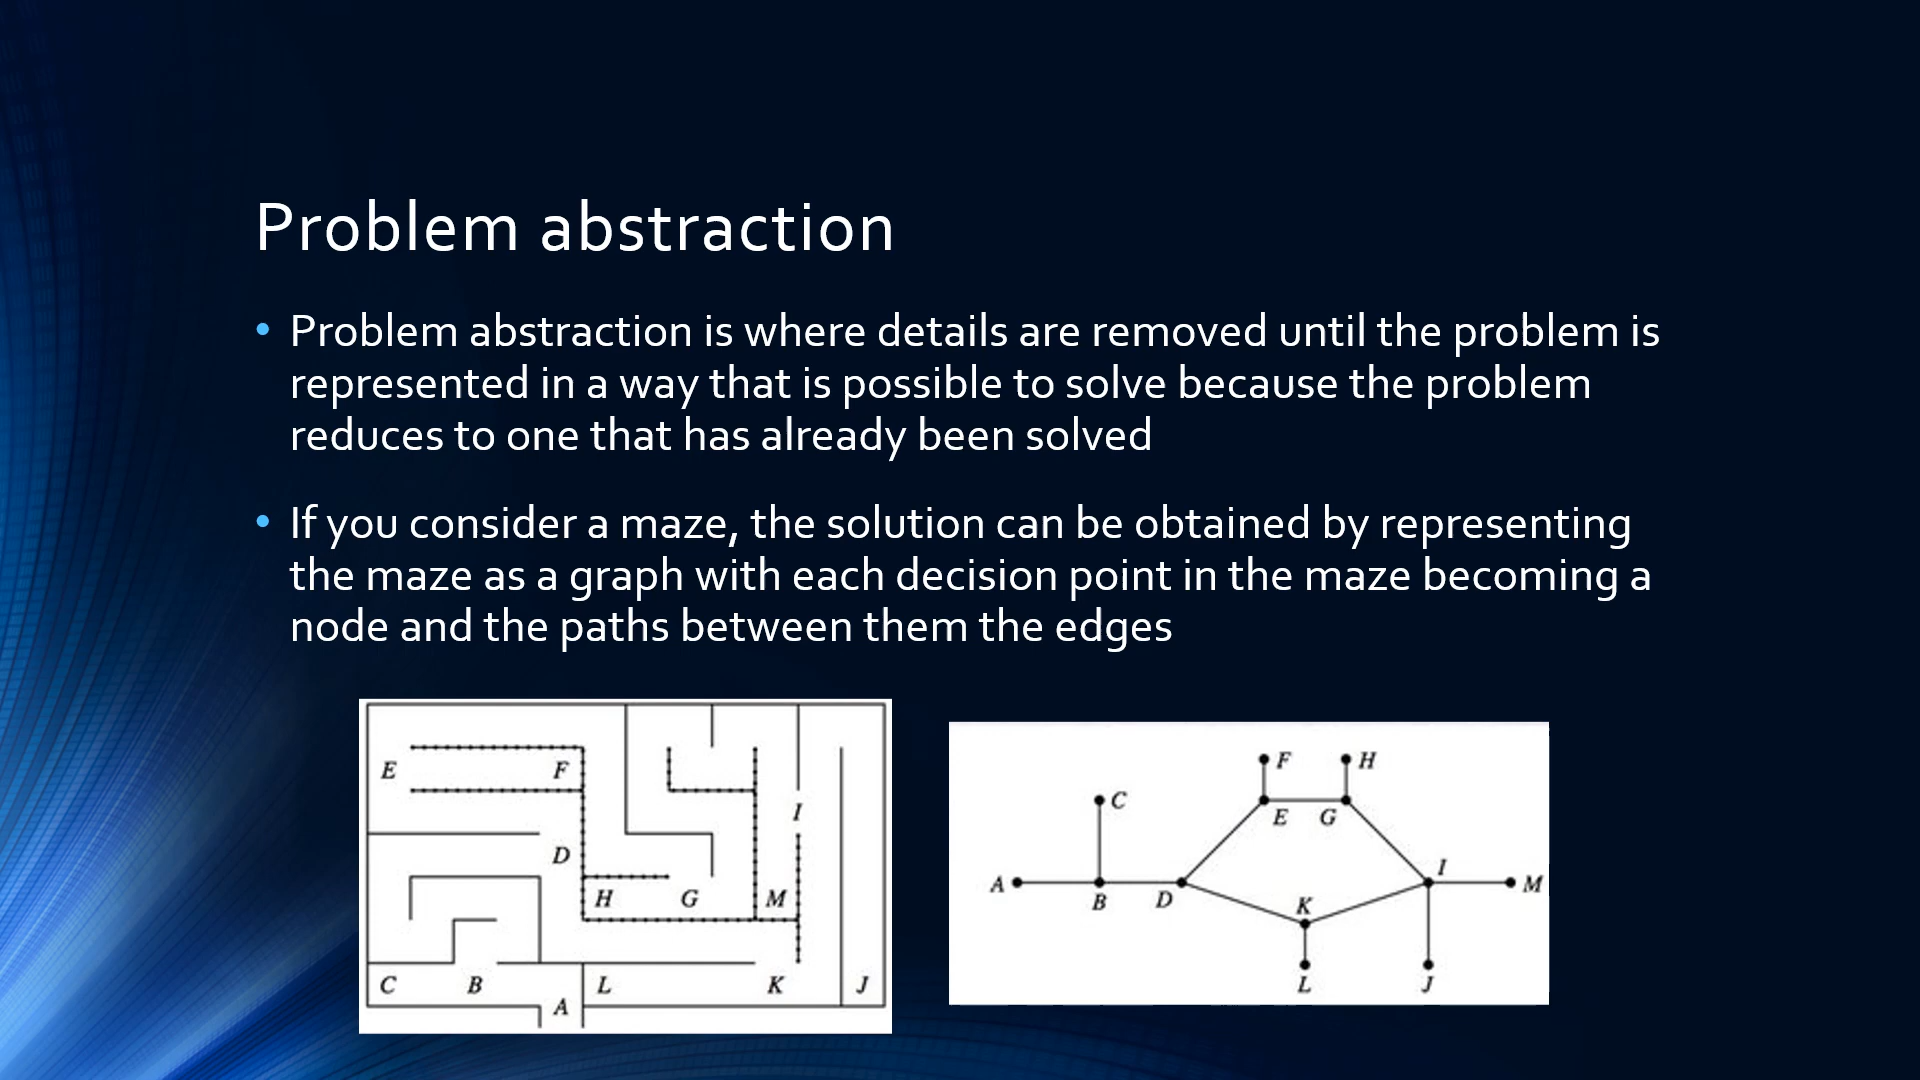 Problem abstraction
• Problem abstraction is where details are removed until the problem is
represented in a way that is possible to solve because the problem
reduces to one that has already been solved
• If you consider a maze, the solution can be obtained by representing
the maze as a graph with each decision point in the maze becoming a
node and the paths between them the edges
E F
I
D
H G M
C B L K J
A
F H
C
E G
A B D K I M
L J